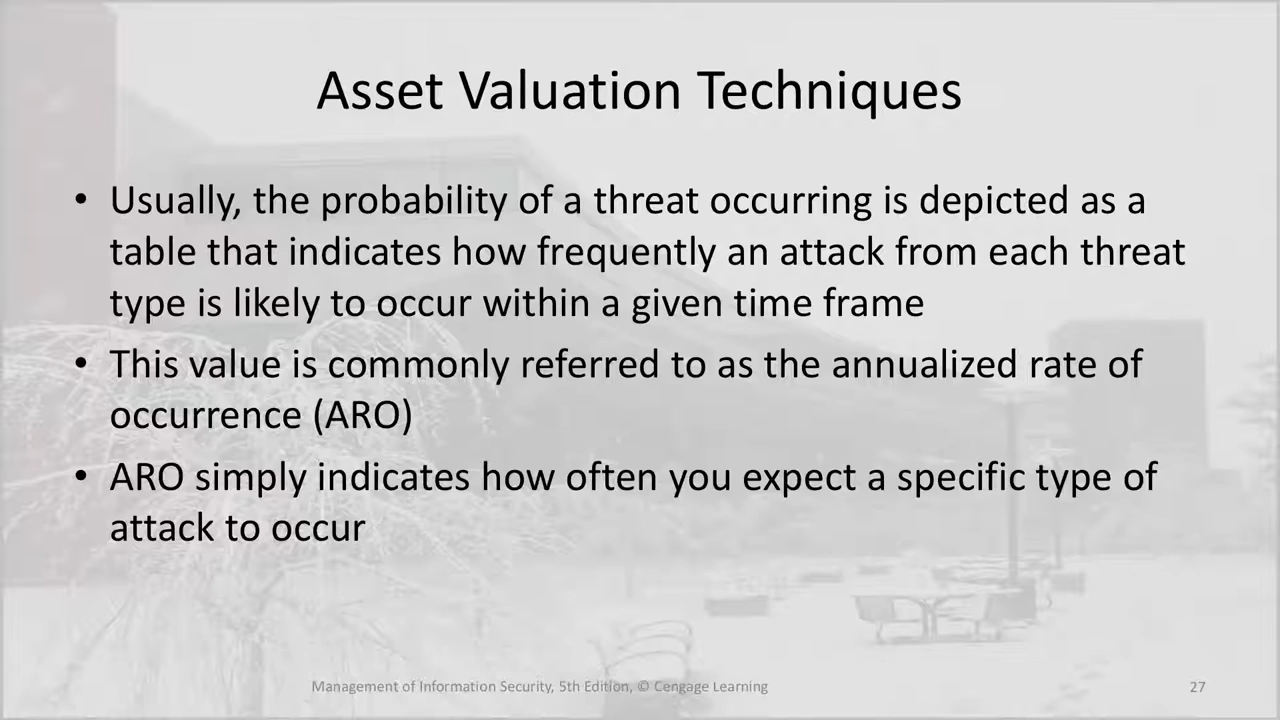 Asset Valuation Techniques
• Usually, the probability of a threat occurring is depicted as a
table that indicates how frequently an attack from each threat
type is likely to occur within a given time frame
• This value is commonly referred to as the annualized rate of
occurrence (ARO)
• ARO simply indicates how often you expect a specific type of
attack to occur
Management of Information Security, 5th Edition, © Cengage Learning
27